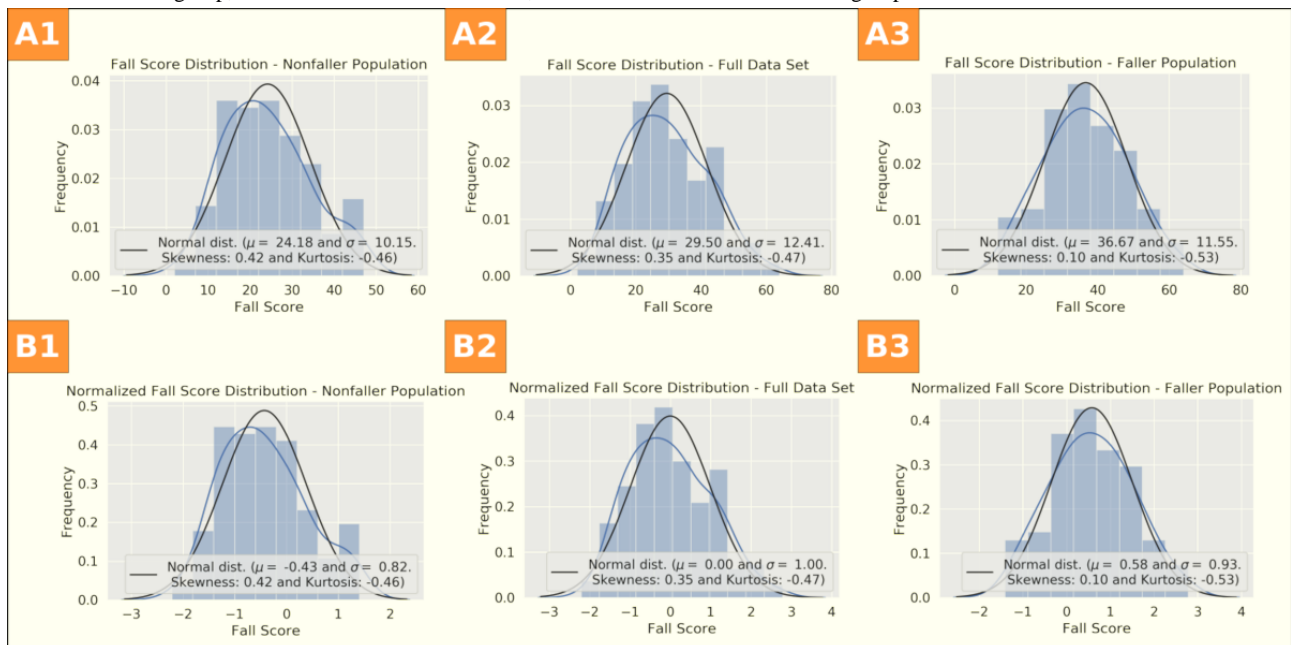 A1
Fall Score Distribution - Nonfaller Population
0.04
0.03
0.02
0.01
0.00
Frequency
Normal dist. (μ = 24.18 and σ = 10.15.
Skewness: 0.42 and Kurtosis: -0.46)
−10 0 10 20 30 40 50 60
Fall Score
A2
Fall Score Distribution - Full Data Set
0.03
0.02
0.01
0.00
Frequency
Normal dist. (μ = 29.50 and σ = 12.41.
Skewness: 0.35 and Kurtosis: -0.47)
0 20 40 60 80
Fall Score
A3
Fall Score Distribution - Faller Population
0.03
0.02
0.01
0.00
Frequency
Normal dist. (μ = 36.67 and σ = 11.55.
Skewness: 0.10 and Kurtosis: -0.53)
0 20 40 60 80
Fall Score
B1
Normalized Fall Score Distribution - Nonfaller Population
0.5
0.4
0.3
0.2
0.1
0.0
Frequency
Normal dist. (μ = -0.43 and σ = 0.82.
Skewness: 0.42 and Kurtosis: -0.46)
−3 −2 −1 0 1 2
Fall Score
B2
Normalized Fall Score Distribution - Full Data Set
0.4
0.3
0.2
0.1
0.0
Frequency
Normal dist. (μ = 0.00 and σ = 1.00.
Skewness: 0.35 and Kurtosis: -0.47)
−3 −2 −1 0 1 2 3 4
Fall Score
B3
Normalized Fall Score Distribution - Faller Population
0.4
0.3
0.2
0.1
0.0
Frequency
Normal dist. (μ = 0.58 and σ = 0.93.
Skewness: 0.10 and Kurtosis: -0.53)
−2 −1 0 1 2 3 4
Fall Score